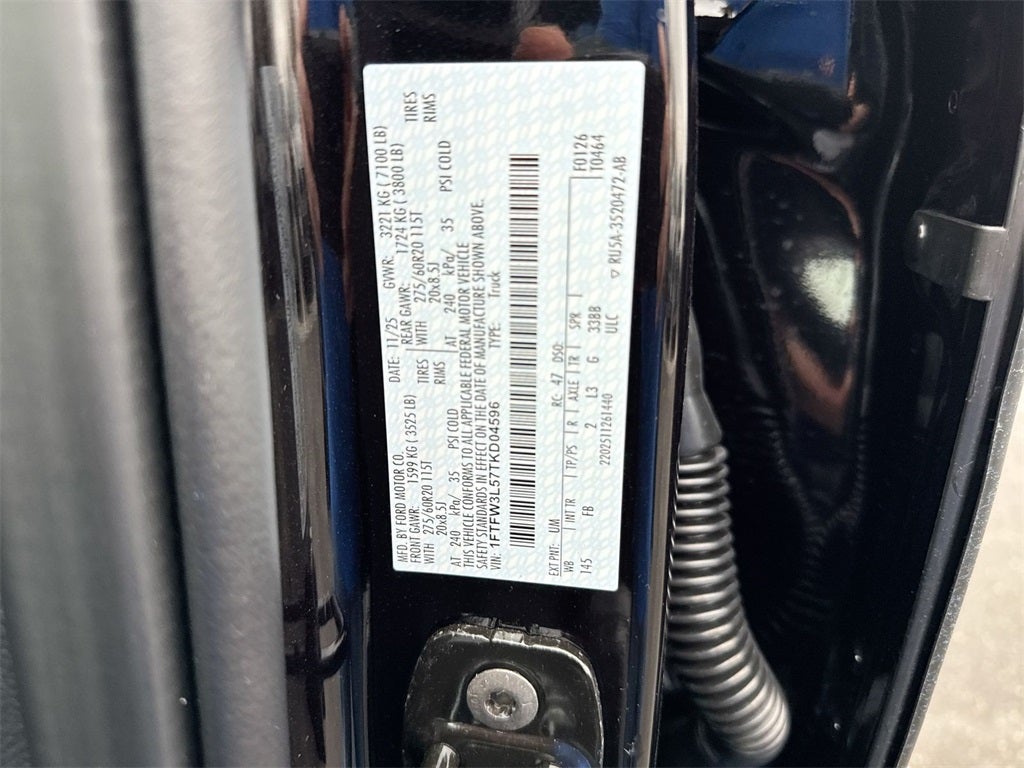 MFD. BY FORD MOTOR CO.
DATE: 11/25 GVWR: 3221 KG ( 7100 LB)
FRONT GAWR: 1599 KG ( 3525 LB)
REAR GAWR: 1724 KG ( 3800 LB)
WITH 275/60R20 115T TIRES
WITH 275/60R20 115T TIRES
20x8.5J RIMS
20x8.5J RIMS
AT 240 kPa/ 35 PSI COLD
AT 240 kPa/ 35 PSI COLD
THIS VEHICLE CONFORMS TO ALL APPLICABLE FEDERAL MOTOR VEHICLE
SAFETY STANDARDS IN EFFECT ON THE DATE OF MANUFACTURE SHOWN ABOVE.
VIN: 1FTFW3L57TKD04596 TYPE: Truck
EXT PNT: UM RC: 47 DSO: F0126
WB INT TR TP/PS R AXLE TR SPR T0464
145 FB 2 L3 G 33BB
2202511261440 ULC ▽ RU5A-3520472-AB